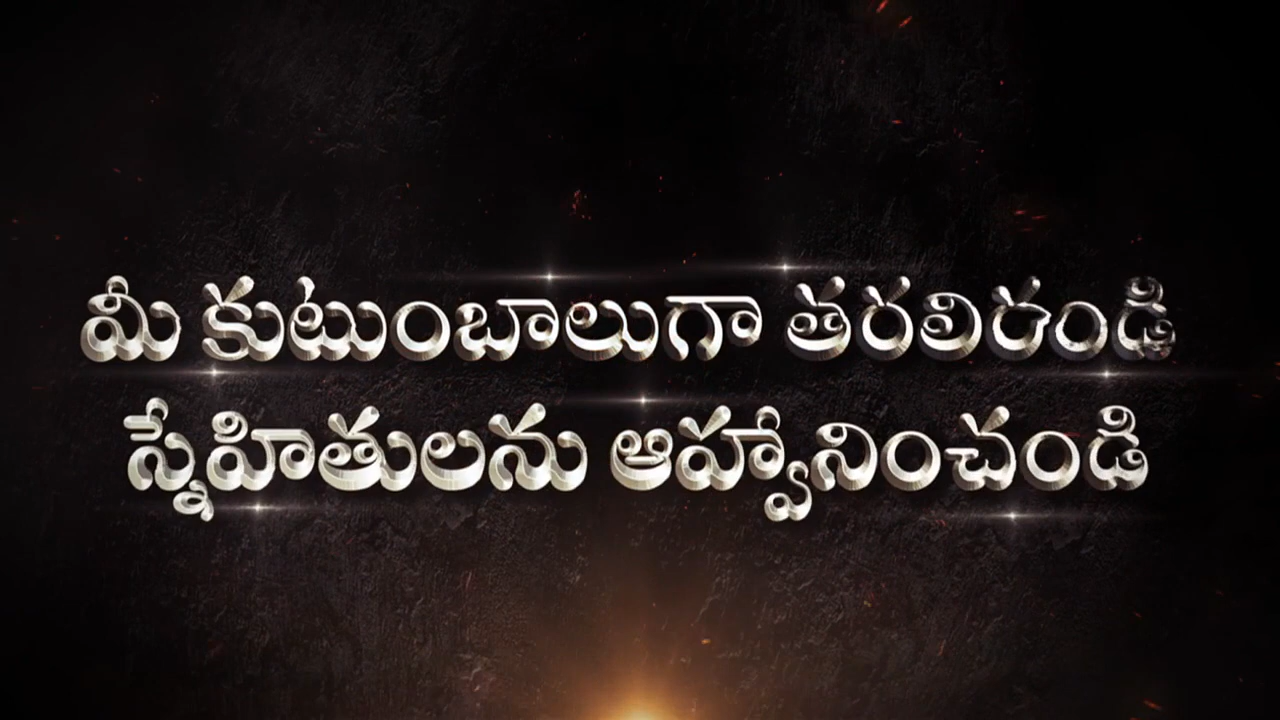 మీ కుటుంబాలుగా తరలిరండి
స్నేహితులను ఆహ్వానించండి